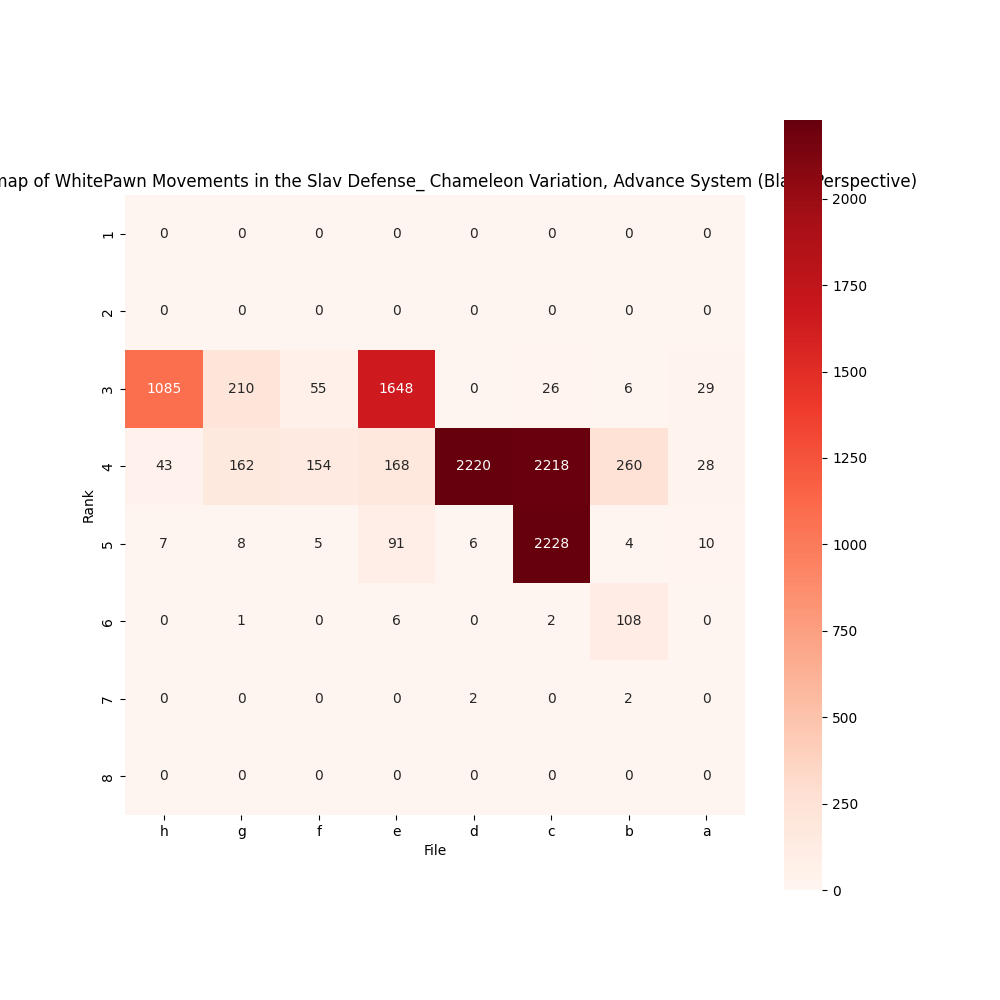 map of WhitePawn Movements in the Slav Defense_ Chameleon Variation, Advance System (Black Perspective)
1 0 0 0 0 0 0 0 0
2 0 0 0 0 0 0 0 0
3 1085 210 55 1648 0 26 6 29
4 43 162 154 168 2220 2218 260 28
5 7 8 5 91 6 2228 4 10
6 0 1 0 6 0 2 108 0
7 0 0 0 0 2 0 2 0
8 0 0 0 0 0 0 0 0
h g f e d c b a
File
Rank
2000
1750
1500
1250
1000
750
500
250
0